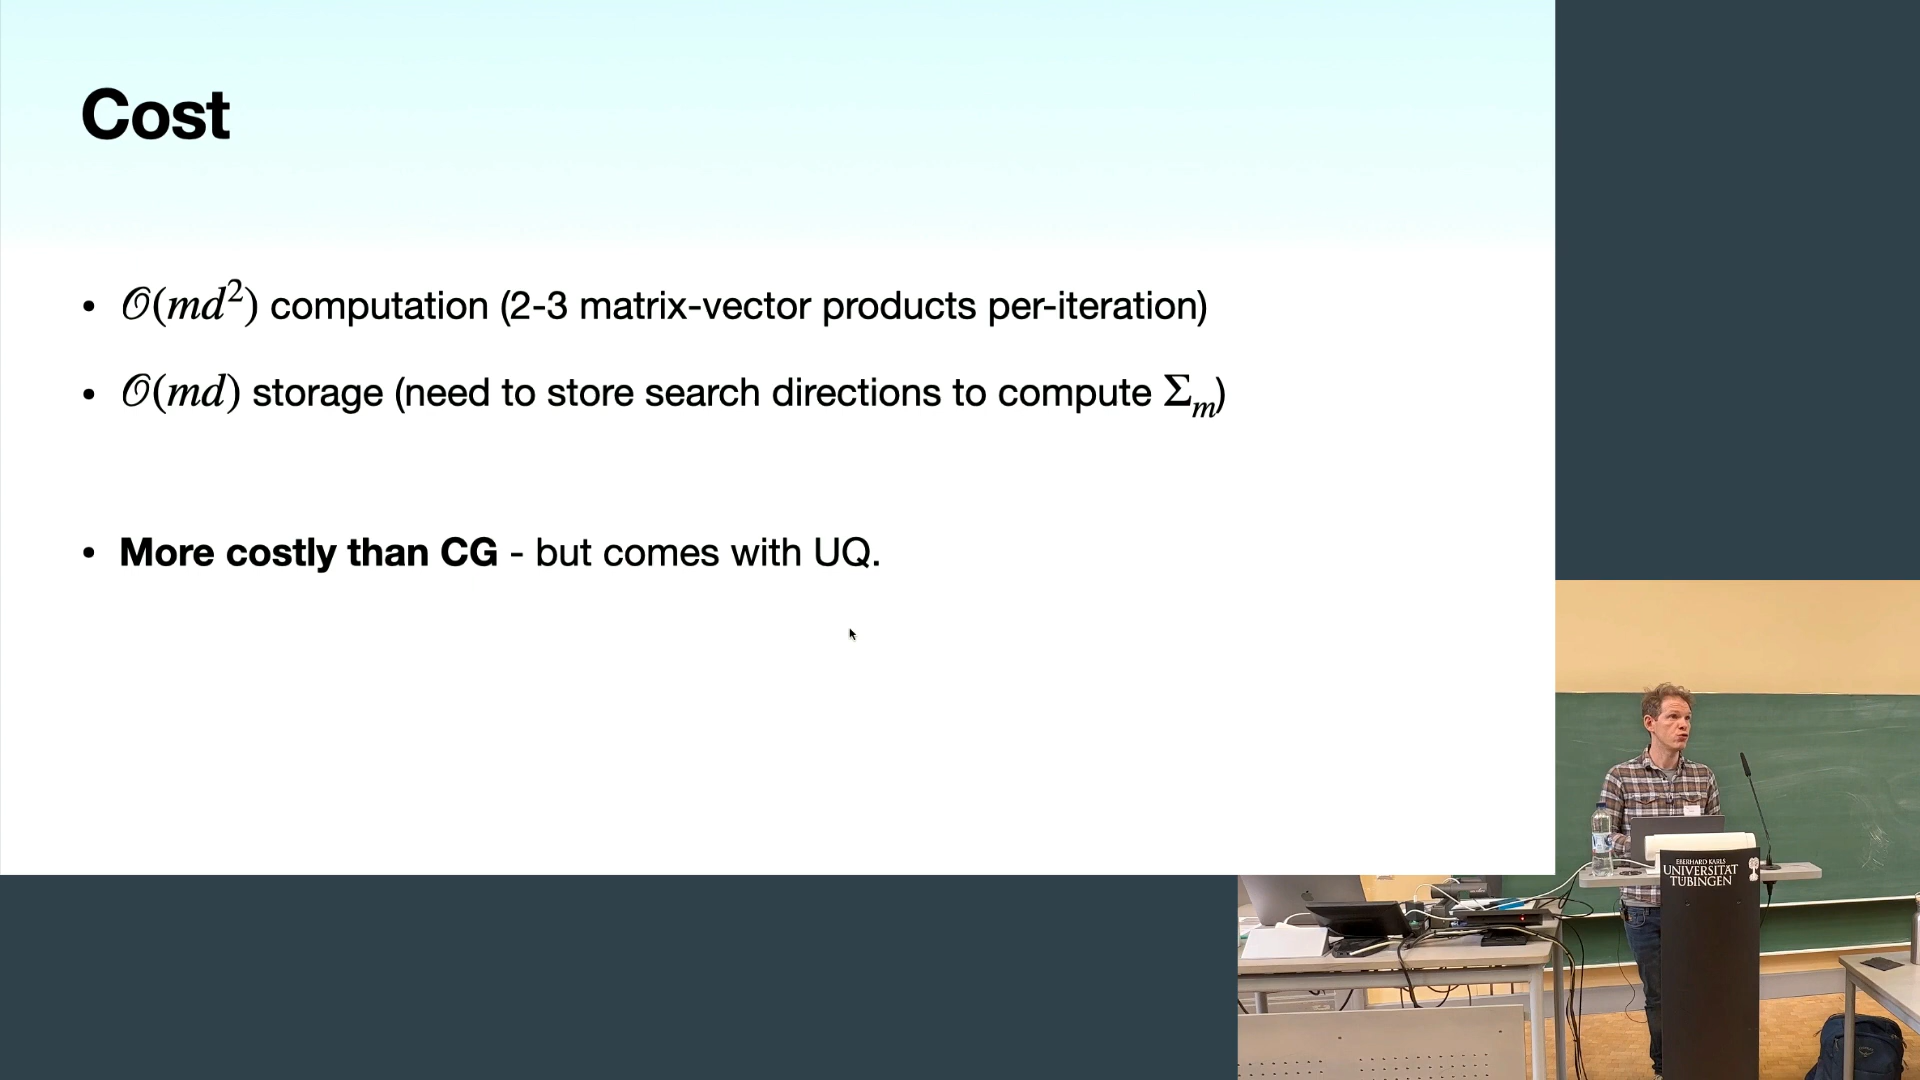 Cost
• 𝒪(md²) computation (2-3 matrix-vector products per-iteration)
• 𝒪(md) storage (need to store search directions to compute Σₘ)
• More costly than CG - but comes with UQ.
EBERHARD KARLS
UNIVERSITÄT
TÜBINGEN